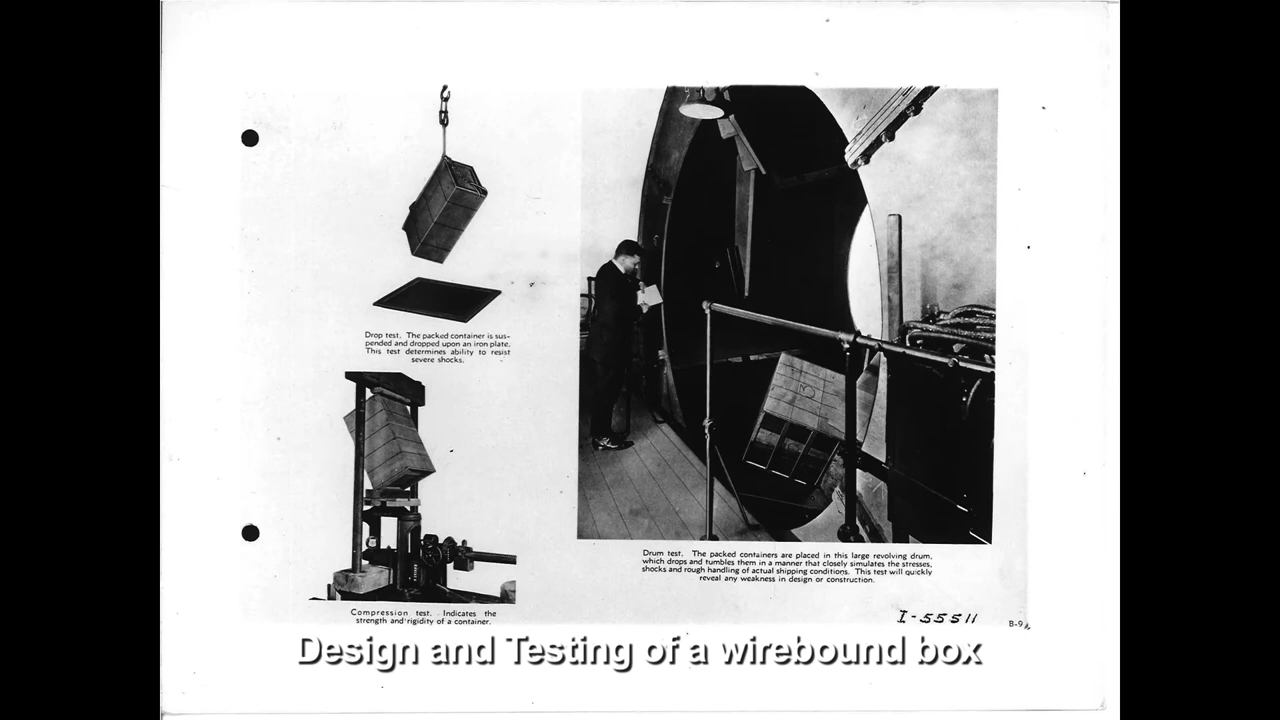 Drop test. The packed container is sus-
pended and dropped upon an iron plate.
This test determines ability to resist
severe shocks.
Compression test. Indicates the
strength and rigidity of a container.
3
Drum test. The packed containers are placed in this large revolving drum,
which drops and tumbles them in a manner that closely simulates the stresses,
shocks and rough handling of actual shipping conditions. This test will quickly
reveal any weakness in design or construction.
I-55511
B-9
Design and Testing of a wirebound box